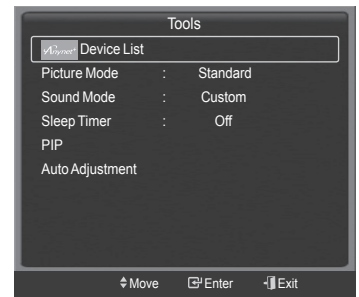 Tools
Anynet+ Device List
Picture Mode : Standard
Sound Mode : Custom
Sleep Timer : Off
PIP
Auto Adjustment
Move Enter Exit